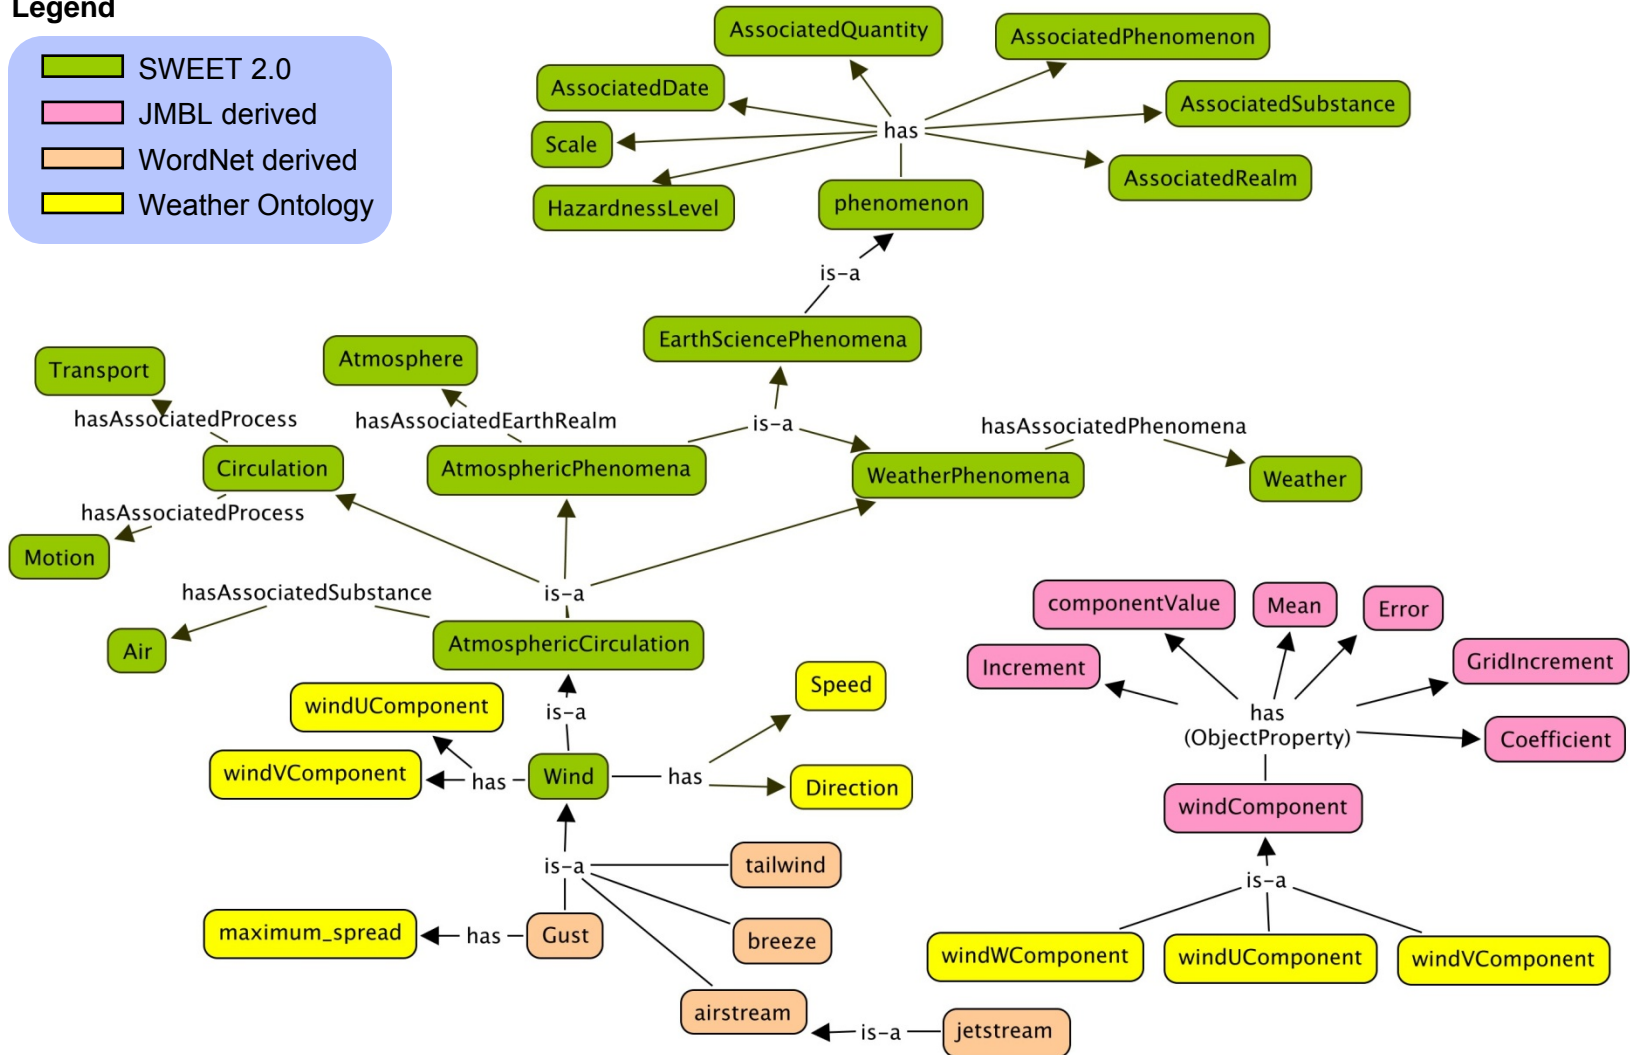 Legend
SWEET 2.0
JMBL derived
WordNet derived
Weather Ontology
AssociatedQuantity
AssociatedPhenomenon
AssociatedDate
AssociatedSubstance
has
Scale
AssociatedRealm
HazardnessLevel
phenomenon
is-a
EarthSciencePhenomena
Transport
Atmosphere
hasAssociatedProcess
hasAssociatedEarthRealm
is-a
hasAssociatedPhenomena
Circulation
AtmosphericPhenomena
WeatherPhenomena
Weather
hasAssociatedProcess
Motion
hasAssociatedSubstance
is-a
Air
AtmosphericCirculation
componentValue
Mean
Error
Increment
GridIncrement
has
(ObjectProperty)
Coefficient
windComponent
is-a
windWComponent
windUComponent
windVComponent
windUComponent
is-a
Speed
windVComponent
has
Wind
has
Direction
is-a
tailwind
maximum_spread
has
Gust
breeze
airstream
is-a
jetstream